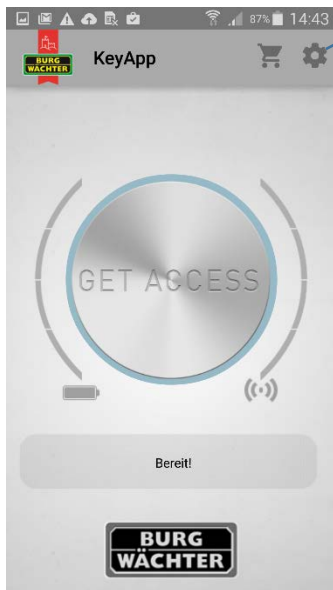 87% 14:43
BURG
WÄCHTER
KeyApp
GET ACCESS
Bereit!
BURG
WÄCHTER